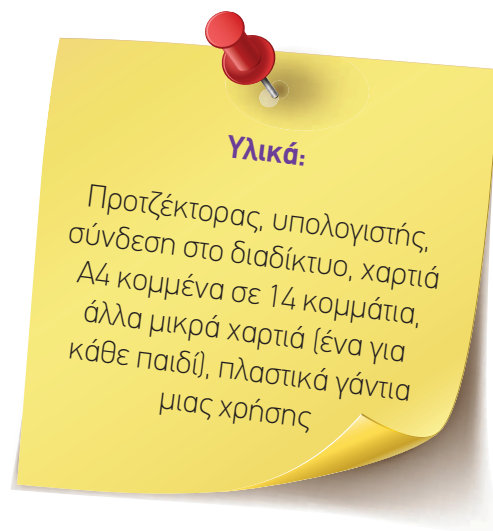 Υλικά:
Προτζέκτορας, υπολογιστής,
σύνδεση στο διαδίκτυο, χαρτιά
Α4 κομμένα σε 14 κομμάτια,
άλλα μικρά χαρτιά (ένα για
κάθε παιδί), πλαστικά γάντια
μιας χρήσης